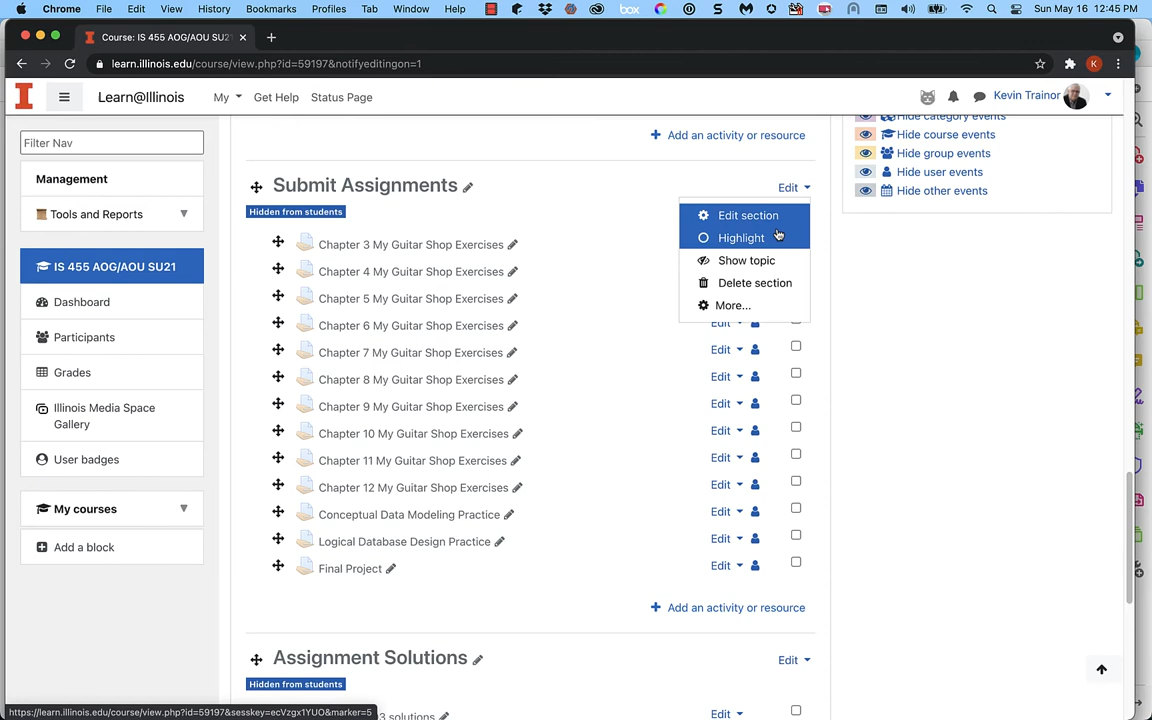 Chrome File Edit View History Bookmarks Profiles Tab Window Help box Sun May 16 12:45 PM
Course: IS 455 AOG/AOU SU21
learn.illinois.edu/course/view.php?id=59197&notifyeditingon=1
Learn@Illinois My Get Help Status Page Kevin Trainor
K
Filter Nav
Management
Tools and Reports
IS 455 AOG/AOU SU21
Dashboard
Participants
Grades
Illinois Media Space
Gallery
User badges
My courses
Add a block
Add an activity or resource
Submit Assignments
Edit
Hidden from students
Edit section
Highlight
Show topic
Delete section
More...
Chapter 3 My Guitar Shop Exercises
Chapter 4 My Guitar Shop Exercises
Chapter 5 My Guitar Shop Exercises
Chapter 6 My Guitar Shop Exercises Edit
Chapter 7 My Guitar Shop Exercises Edit
Chapter 8 My Guitar Shop Exercises Edit
Chapter 9 My Guitar Shop Exercises Edit
Chapter 10 My Guitar Shop Exercises Edit
Chapter 11 My Guitar Shop Exercises Edit
Chapter 12 My Guitar Shop Exercises Edit
Conceptual Data Modeling Practice Edit
Logical Database Design Practice Edit
Final Project Edit
Add an activity or resource
Assignment Solutions
Edit
Hidden from students
3 solutions Edit
Hide category events
Hide course events
Hide group events
Hide user events
Hide other events
https://learn.illinois.edu/course/view.php?id=59197&sesskey=ecVzgx1YUO&marker=5